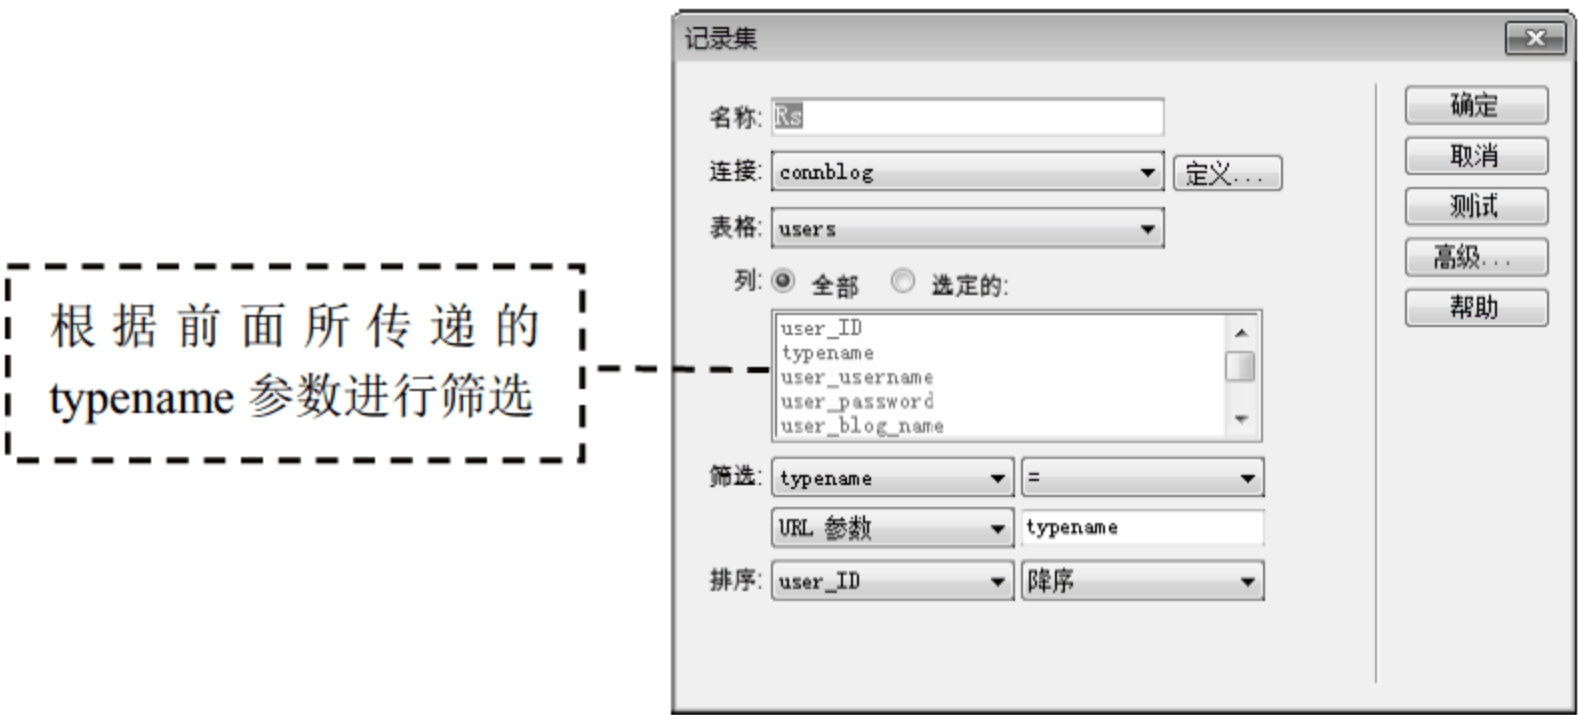 记录集
名称: Rs
连接: connblog 定义...
表格: users
列: 全部 选定的:
user_ID
typename
user_username
user_password
user_blog_name
筛选: typename =
URL 参数 typename
排序: user_ID 降序
确定
取消
测试
高级...
帮助
根据前面所传递的
typename 参数进行筛选